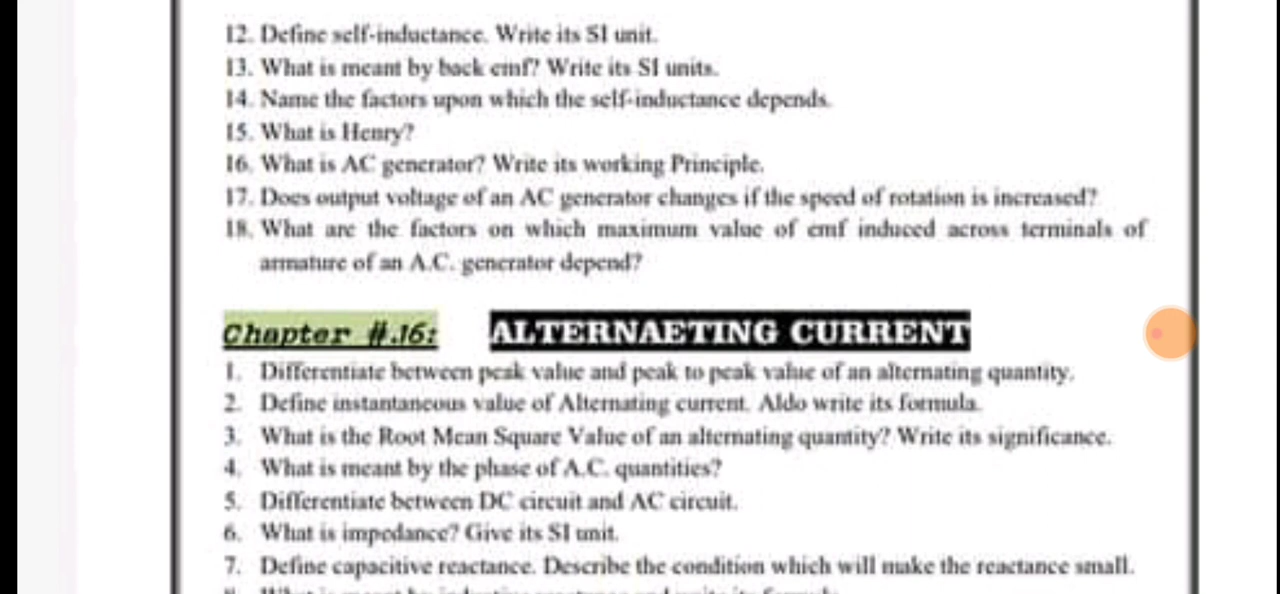 12. Define self-inductance. Write its SI unit.
13. What is meant by back emf? Write its SI units.
14. Name the factors upon which the self-inductance depends.
15. What is Henry?
16. What is AC generator? Write its working Principle.
17. Does output voltage of an AC generator changes if the speed of rotation is increased?
18. What are the factors on which maximum value of emf induced across terminals of
armature of an A.C. generator depend?
Chapter #.16: ALTERNAETING CURRENT
1. Differentiate between peak value and peak to peak value of an alternating quantity.
2. Define instantaneous value of Alternating current. Aldo write its formula.
3. What is the Root Mean Square Value of an alternating quantity? Write its significance.
4. What is meant by the phase of A.C. quantities?
5. Differentiate between DC circuit and AC circuit.
6. What is impedance? Give its SI unit.
7. Define capacitive reactance. Describe the condition which will make the reactance small.